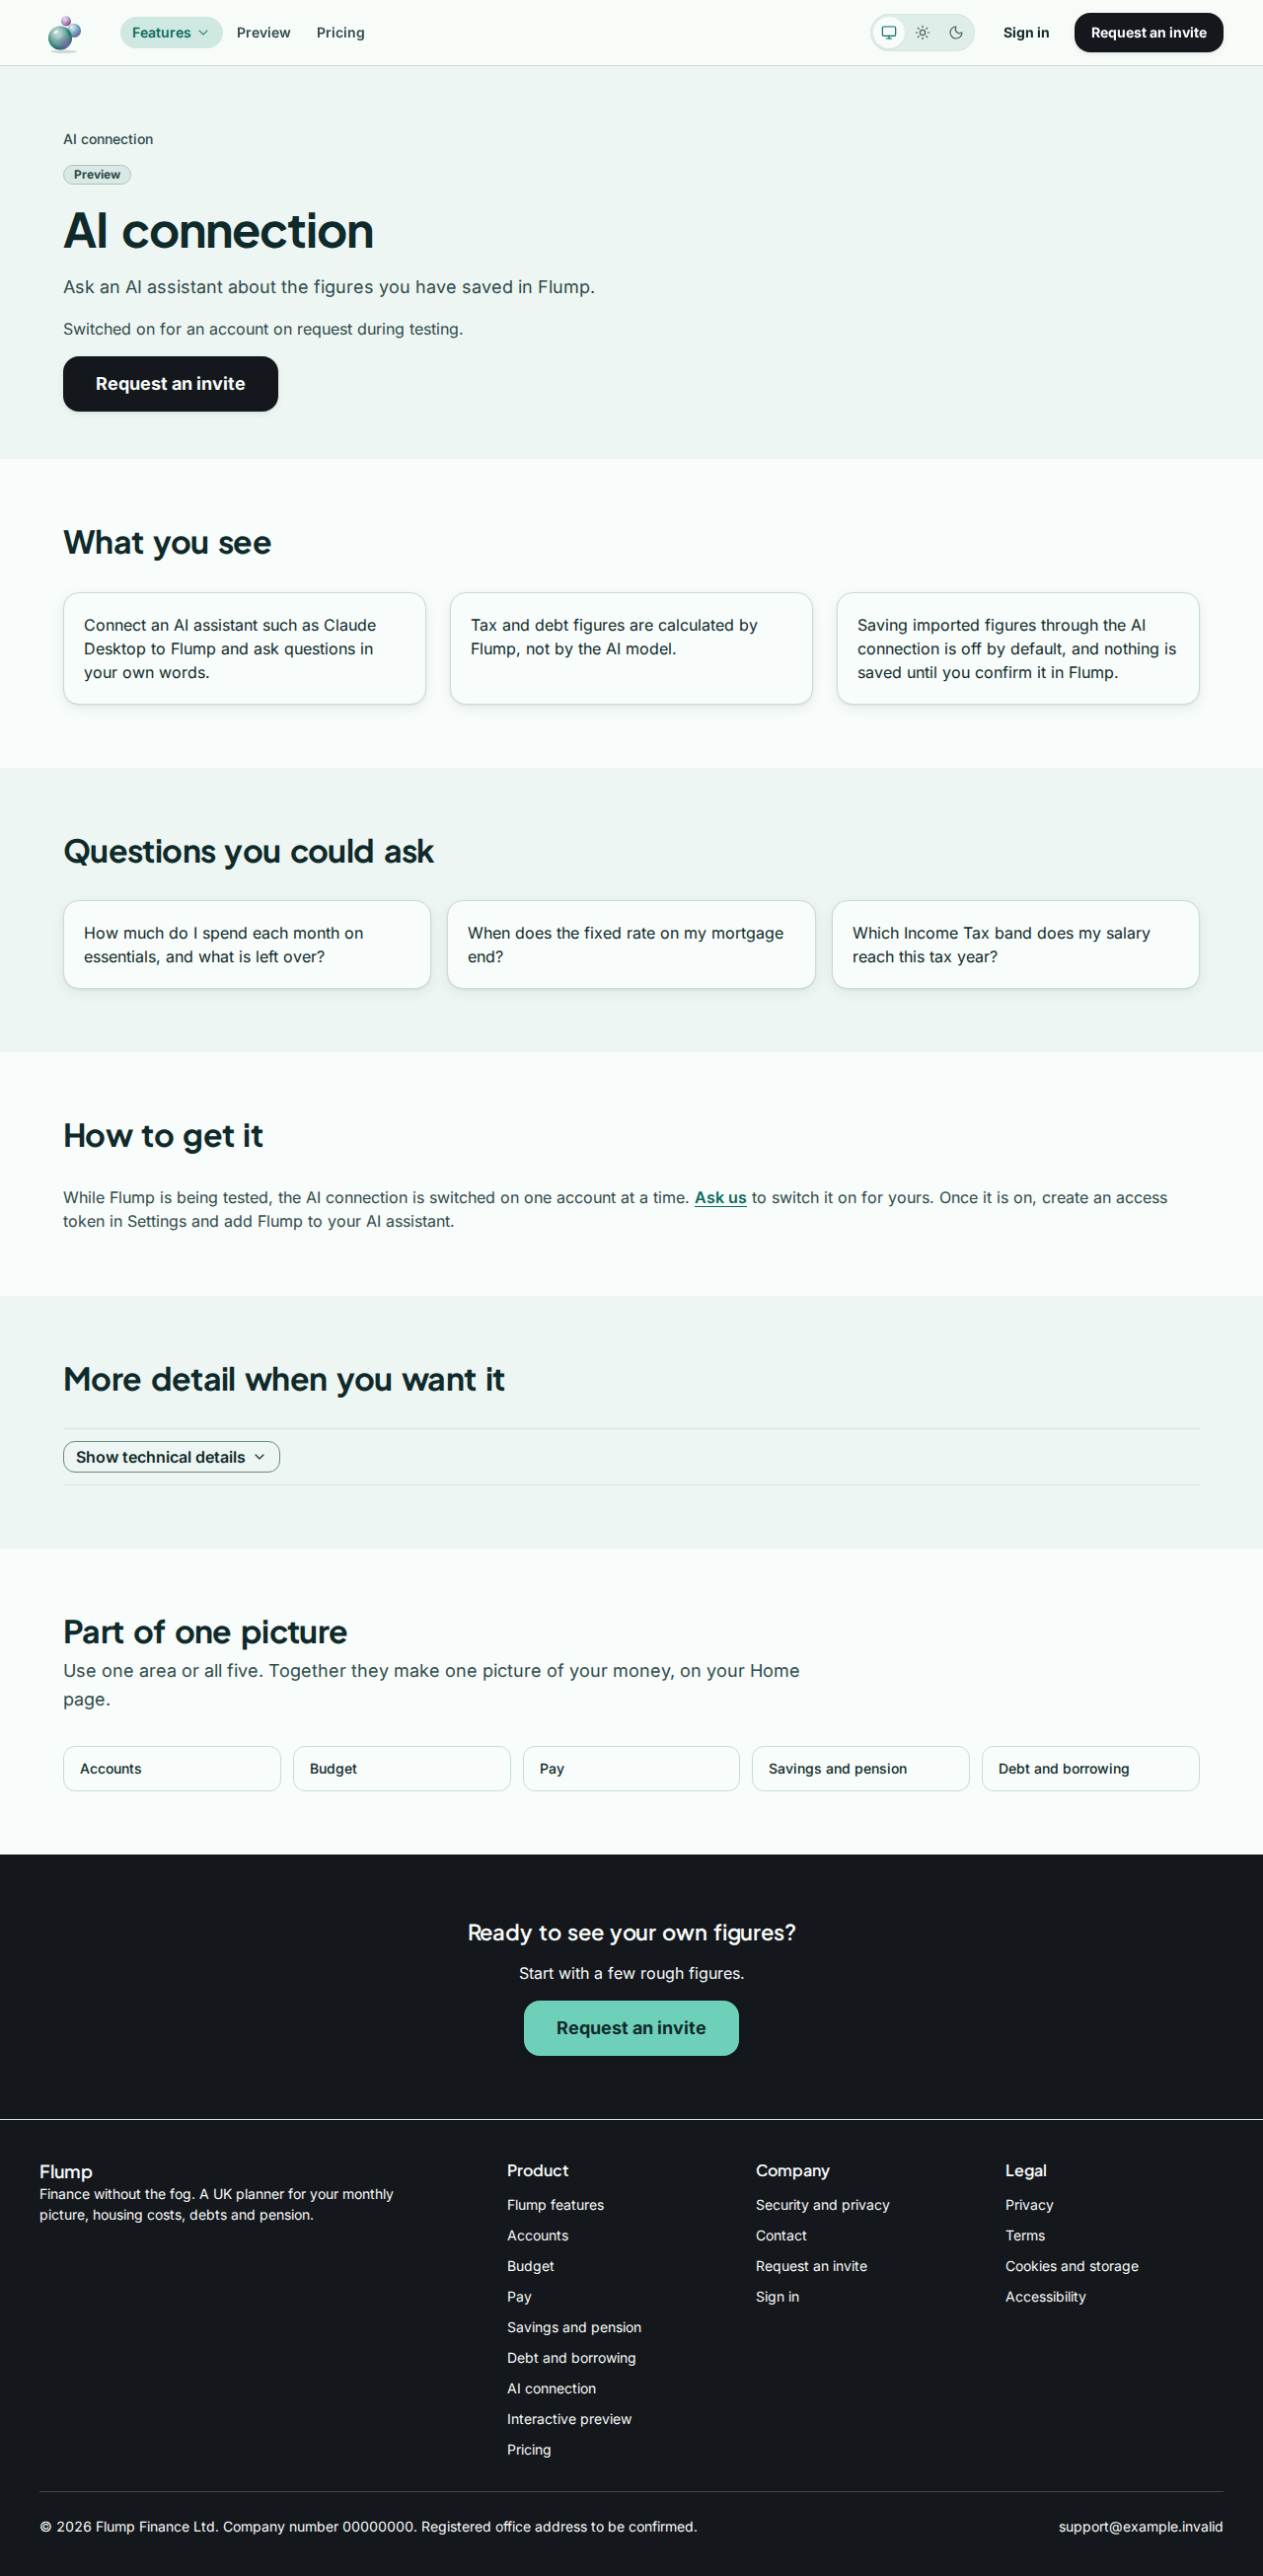 Features
Preview
Pricing
Sign in
Request an invite
AI connection
Preview
AI connection
Ask an AI assistant about the figures you have saved in Flump.
Switched on for an account on request during testing.
Request an invite
What you see
Connect an AI assistant such as Claude
Desktop to Flump and ask questions in
your own words.
Tax and debt figures are calculated by
Flump, not by the AI model.
Saving imported figures through the AI
connection is off by default, and nothing is
saved until you confirm it in Flump.
Questions you could ask
How much do I spend each month on
essentials, and what is left over?
When does the fixed rate on my mortgage
end?
Which Income Tax band does my salary
reach this tax year?
How to get it
While Flump is being tested, the AI connection is switched on one account at a time. Ask us to switch it on for yours. Once it is on, create an access
token in Settings and add Flump to your AI assistant.
More detail when you want it
Show technical details
Part of one picture
Use one area or all five. Together they make one picture of your money, on your Home
page.
Accounts
Budget
Pay
Savings and pension
Debt and borrowing
Ready to see your own figures?
Start with a few rough figures.
Request an invite
Flump
Finance without the fog. A UK planner for your monthly
picture, housing costs, debts and pension.
Product
Flump features
Accounts
Budget
Pay
Savings and pension
Debt and borrowing
AI connection
Interactive preview
Pricing
Company
Security and privacy
Contact
Request an invite
Sign in
Legal
Privacy
Terms
Cookies and storage
Accessibility
© 2026 Flump Finance Ltd. Company number 00000000. Registered office address to be confirmed.
support@example.invalid